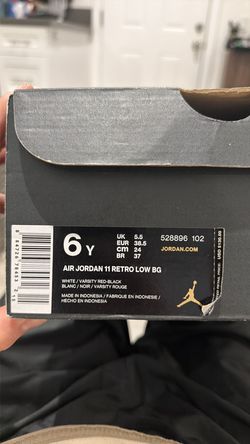 6 Y
UK 5.5
EUR 38.5
cm 24
BR 37
528896 102
JORDAN.COM
AIR JORDAN 11 RETRO LOW BG
WHITE / VARSITY RED-BLACK
BLANC / NOIR / VARSITY ROUGE
MADE IN INDONESIA / FABRIQUE EN INDONESIE /
HECHO EN INDONESIA